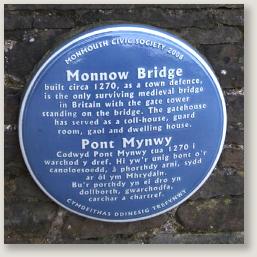 MONMOUTH CIVIC SOCIETY 2008
Monnow Bridge
built circa 1270, as a town defence,
is the only surviving medieval bridge
in Britain with the gate tower
standing on the bridge. The gatehouse
has served as a toll-house, guard
room, gaol and dwelling house.
Pont Mynwy
Codwyd Pont Mynwy tua 1270 i
warchod y dref. Hi yw'r unig bont o'r
canoloesoedd, â phorthdy arni, sydd
ar ôl ym Mhrydain.
Bu'r porthdy yn ei dro yn
dollborth, gwarchodfa,
carchar a chartref.
CYMDEITHAS DDINESIG TREFYNWY